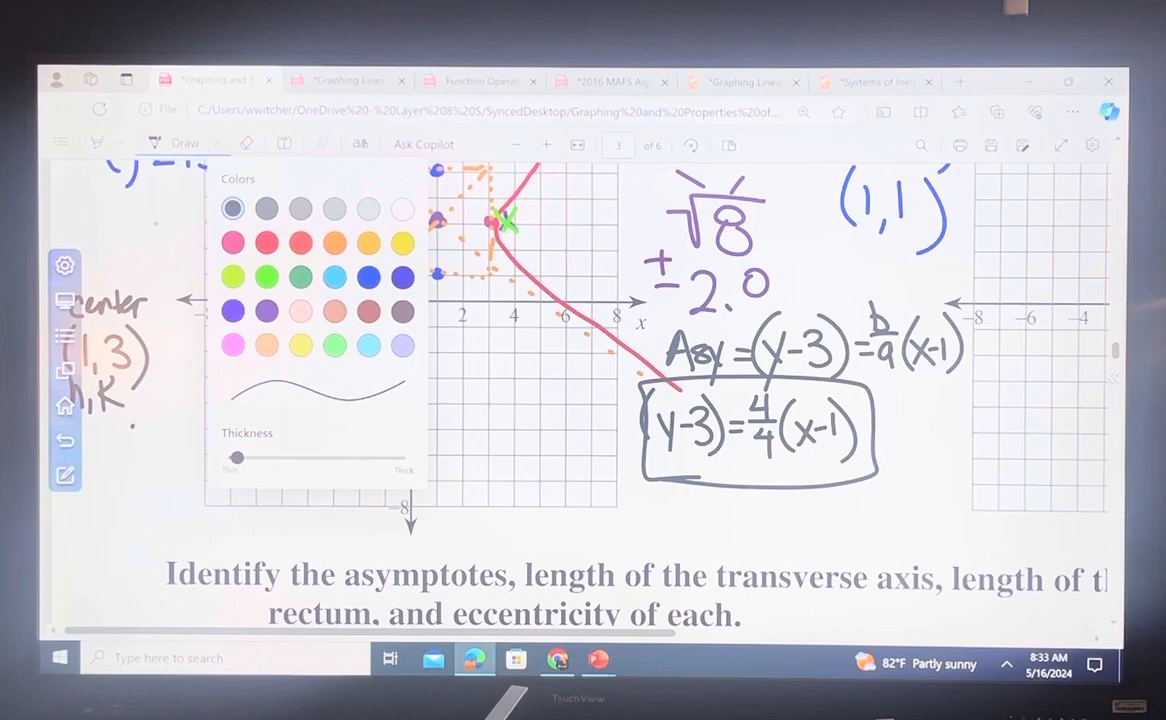 *Graphing and
*Graphing Lines
Function Operat
*2016 MAFS Alg
*Graphing Linea
*Systems of Ineq
File
C:/Users/wwitcher/OneDrive%20-%20Layer%208%20S/SyncedDesktop/Graphing%20and%20Properties%20of...
Draw
Ask Copilot
3 of 6
Colors
Thickness
Thin
Thick
center
(1,3)
h,k
√8
± 2.0
(1,1)
2 4 6 8 x
-8 -6 -4
-8
Asy = (y-3) = b/a (x-1)
(y-3) = 4/4 (x-1)
Identify the asymptotes, length of the transverse axis, length of t
rectum, and eccentricity of each.
Type here to search
82°F Partly sunny
8:33 AM
5/16/2024
TouchView